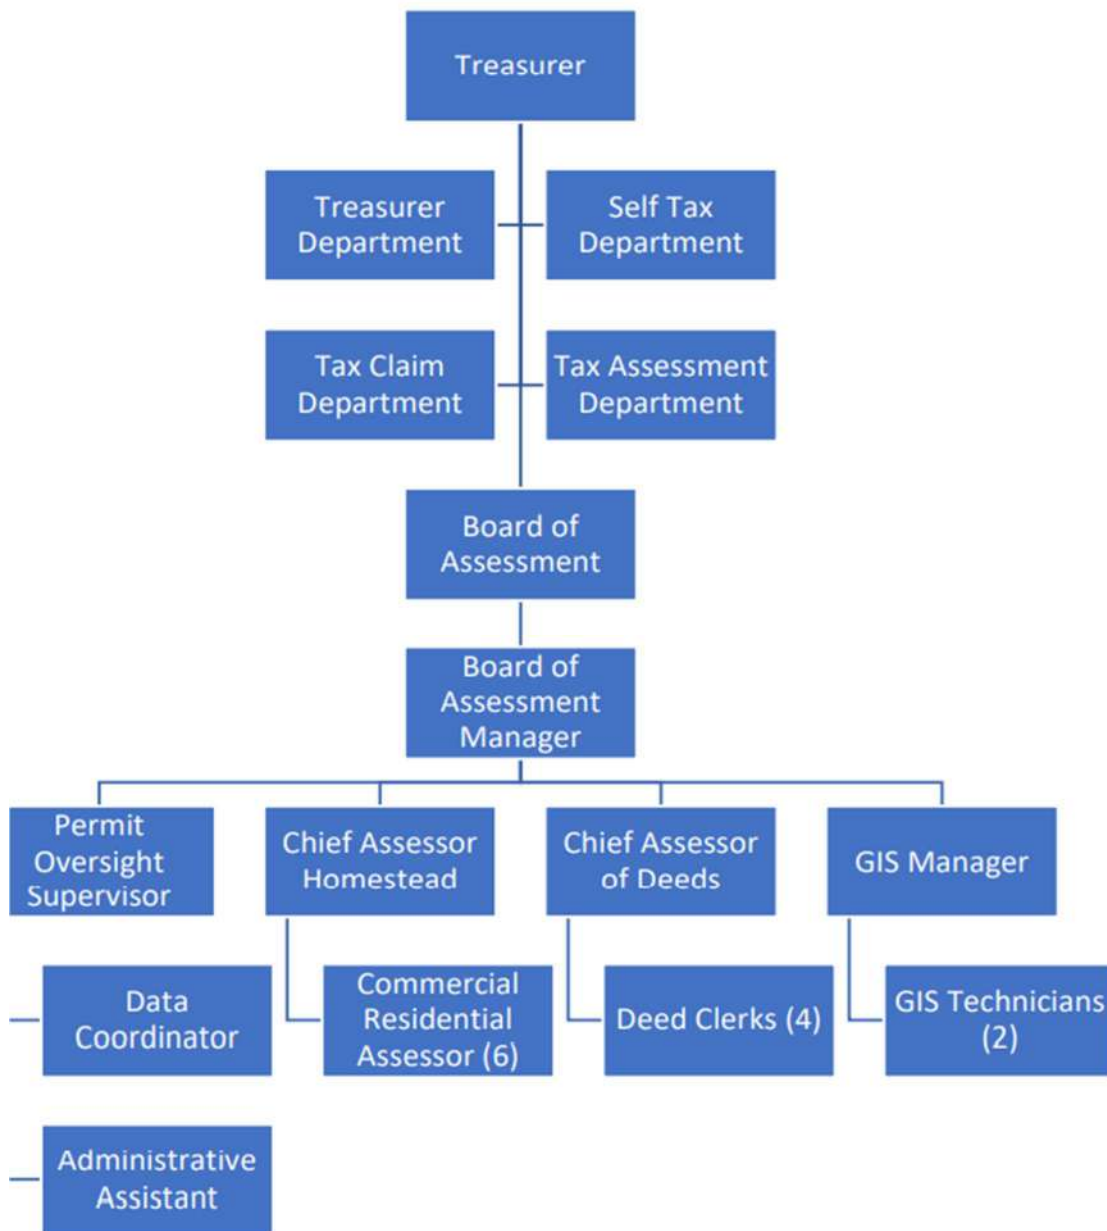 Treasurer
Treasurer
Department
Self Tax
Department
Tax Claim
Department
Tax Assessment
Department
Board of
Assessment
Board of
Assessment
Manager
Permit
Oversight
Supervisor
Chief Assessor
Homestead
Chief Assessor
of Deeds
GIS Manager
Data
Coordinator
Commercial
Residential
Assessor (6)
Deed Clerks (4)
GIS Technicians
(2)
Administrative
Assistant